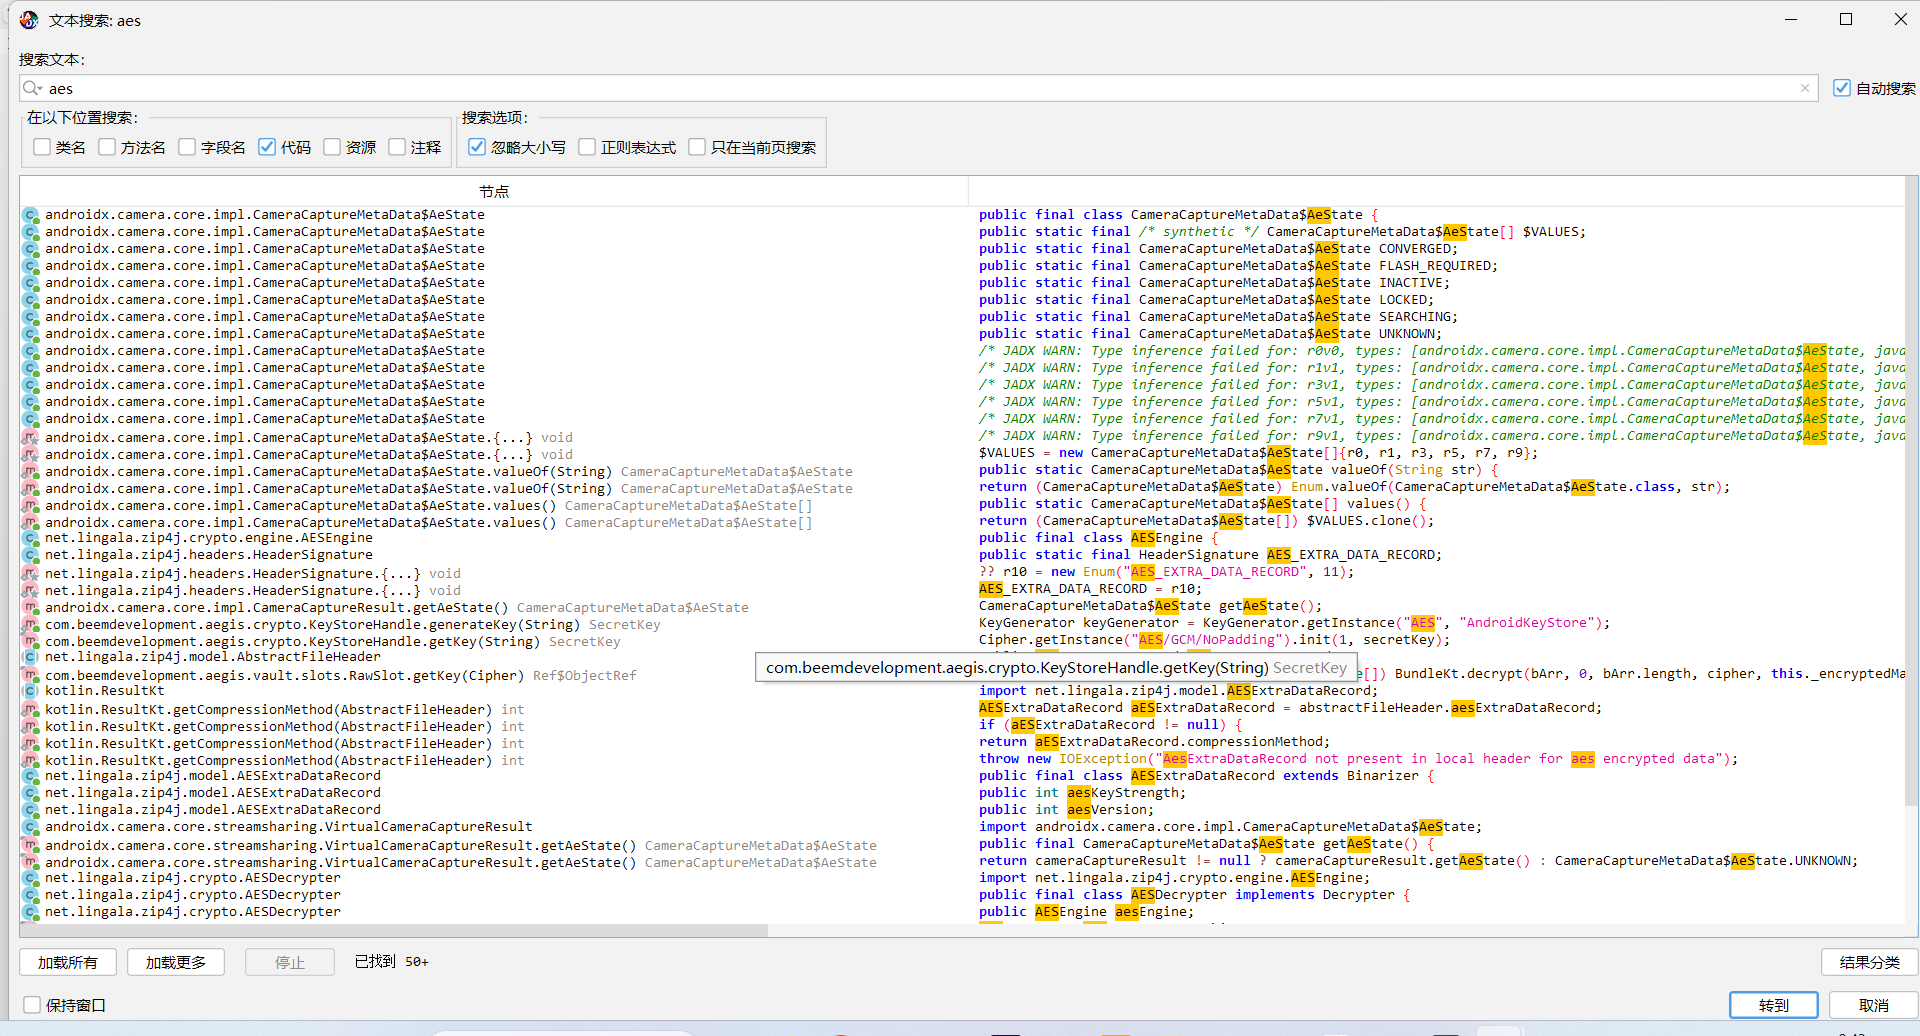 文本搜索: aes
搜索文本:
aes
自动搜索
在以下位置搜索:
搜索选项:
类名 方法名 字段名 代码 资源 注释
忽略大小写 正则表达式 只在当前页搜索
节点
androidx.camera.core.impl.CameraCaptureMetaData$AeState public final class CameraCaptureMetaData$AeState {
androidx.camera.core.impl.CameraCaptureMetaData$AeState public static final /* synthetic */ CameraCaptureMetaData$AeState[] $VALUES;
androidx.camera.core.impl.CameraCaptureMetaData$AeState public static final CameraCaptureMetaData$AeState CONVERGED;
androidx.camera.core.impl.CameraCaptureMetaData$AeState public static final CameraCaptureMetaData$AeState FLASH_REQUIRED;
androidx.camera.core.impl.CameraCaptureMetaData$AeState public static final CameraCaptureMetaData$AeState INACTIVE;
androidx.camera.core.impl.CameraCaptureMetaData$AeState public static final CameraCaptureMetaData$AeState LOCKED;
androidx.camera.core.impl.CameraCaptureMetaData$AeState public static final CameraCaptureMetaData$AeState SEARCHING;
androidx.camera.core.impl.CameraCaptureMetaData$AeState public static final CameraCaptureMetaData$AeState UNKNOWN;
androidx.camera.core.impl.CameraCaptureMetaData$AeState /* JADX WARN: Type inference failed for: r0v0, types: [androidx.camera.core.impl.CameraCaptureMetaData$AeState, java
androidx.camera.core.impl.CameraCaptureMetaData$AeState /* JADX WARN: Type inference failed for: r1v1, types: [androidx.camera.core.impl.CameraCaptureMetaData$AeState, java
androidx.camera.core.impl.CameraCaptureMetaData$AeState /* JADX WARN: Type inference failed for: r3v1, types: [androidx.camera.core.impl.CameraCaptureMetaData$AeState, java
androidx.camera.core.impl.CameraCaptureMetaData$AeState /* JADX WARN: Type inference failed for: r5v1, types: [androidx.camera.core.impl.CameraCaptureMetaData$AeState, java
androidx.camera.core.impl.CameraCaptureMetaData$AeState /* JADX WARN: Type inference failed for: r7v1, types: [androidx.camera.core.impl.CameraCaptureMetaData$AeState, java
androidx.camera.core.impl.CameraCaptureMetaData$AeState.{...} void /* JADX WARN: Type inference failed for: r9v1, types: [androidx.camera.core.impl.CameraCaptureMetaData$AeState, java
androidx.camera.core.impl.CameraCaptureMetaData$AeState.{...} void $VALUES = new CameraCaptureMetaData$AeState[]{r0, r1, r3, r5, r7, r9};
androidx.camera.core.impl.CameraCaptureMetaData$AeState.valueOf(String) CameraCaptureMetaData$AeState public static CameraCaptureMetaData$AeState valueOf(String str) {
androidx.camera.core.impl.CameraCaptureMetaData$AeState.valueOf(String) CameraCaptureMetaData$AeState return (CameraCaptureMetaData$AeState) Enum.valueOf(CameraCaptureMetaData$AeState.class, str);
androidx.camera.core.impl.CameraCaptureMetaData$AeState.values() CameraCaptureMetaData$AeState[] public static CameraCaptureMetaData$AeState[] values() {
androidx.camera.core.impl.CameraCaptureMetaData$AeState.values() CameraCaptureMetaData$AeState[] return (CameraCaptureMetaData$AeState[]) $VALUES.clone();
net.lingala.zip4j.crypto.engine.AESEngine public final class AESEngine {
net.lingala.zip4j.headers.HeaderSignature public static final HeaderSignature AES_EXTRA_DATA_RECORD;
net.lingala.zip4j.headers.HeaderSignature.{...} void ?? r10 = new Enum("AES_EXTRA_DATA_RECORD", 11);
net.lingala.zip4j.headers.HeaderSignature.{...} void AES_EXTRA_DATA_RECORD = r10;
androidx.camera.core.impl.CameraCaptureResult.getAeState() CameraCaptureMetaData$AeState CameraCaptureMetaData$AeState getAeState();
com.beemdevelopment.aegis.crypto.KeyStoreHandle.generateKey(String) SecretKey KeyGenerator keyGenerator = KeyGenerator.getInstance("AES", "AndroidKeyStore");
com.beemdevelopment.aegis.crypto.KeyStoreHandle.getKey(String) SecretKey Cipher.getInstance("AES/GCM/NoPadding").init(1, secretKey);
net.lingala.zip4j.model.AbstractFileHeader
com.beemdevelopment.aegis.crypto.KeyStoreHandle.getKey(String) SecretKey
com.beemdevelopment.aegis.vault.slots.RawSlot.getKey(Cipher) Ref$ObjectRef e[]) BundleKt.decrypt(bArr, 0, bArr.length, cipher, this._encryptedMa
kotlin.ResultKt import net.lingala.zip4j.model.AESExtraDataRecord;
kotlin.ResultKt.getCompressionMethod(AbstractFileHeader) int AESExtraDataRecord aESExtraDataRecord = abstractFileHeader.aesExtraDataRecord;
kotlin.ResultKt.getCompressionMethod(AbstractFileHeader) int if (aESExtraDataRecord != null) {
kotlin.ResultKt.getCompressionMethod(AbstractFileHeader) int return aESExtraDataRecord.compressionMethod;
kotlin.ResultKt.getCompressionMethod(AbstractFileHeader) int throw new IOException("AesExtraDataRecord not present in local header for aes encrypted data");
net.lingala.zip4j.model.AESExtraDataRecord public final class AESExtraDataRecord extends Binarizer {
net.lingala.zip4j.model.AESExtraDataRecord public int aesKeyStrength;
net.lingala.zip4j.model.AESExtraDataRecord public int aesVersion;
androidx.camera.core.streamsharing.VirtualCameraCaptureResult import androidx.camera.core.impl.CameraCaptureMetaData$AeState;
androidx.camera.core.streamsharing.VirtualCameraCaptureResult.getAeState() CameraCaptureMetaData$AeState public final CameraCaptureMetaData$AeState getAeState() {
androidx.camera.core.streamsharing.VirtualCameraCaptureResult.getAeState() CameraCaptureMetaData$AeState return cameraCaptureResult != null ? cameraCaptureResult.getAeState() : CameraCaptureMetaData$AeState.UNKNOWN;
net.lingala.zip4j.crypto.AESDecrypter import net.lingala.zip4j.crypto.engine.AESEngine;
net.lingala.zip4j.crypto.AESDecrypter public final class AESDecrypter implements Decrypter {
net.lingala.zip4j.crypto.AESDecrypter public AESEngine aesEngine;
加载所有 加载更多 停止 已找到 50+ 结果分类
保持窗口 转到 取消